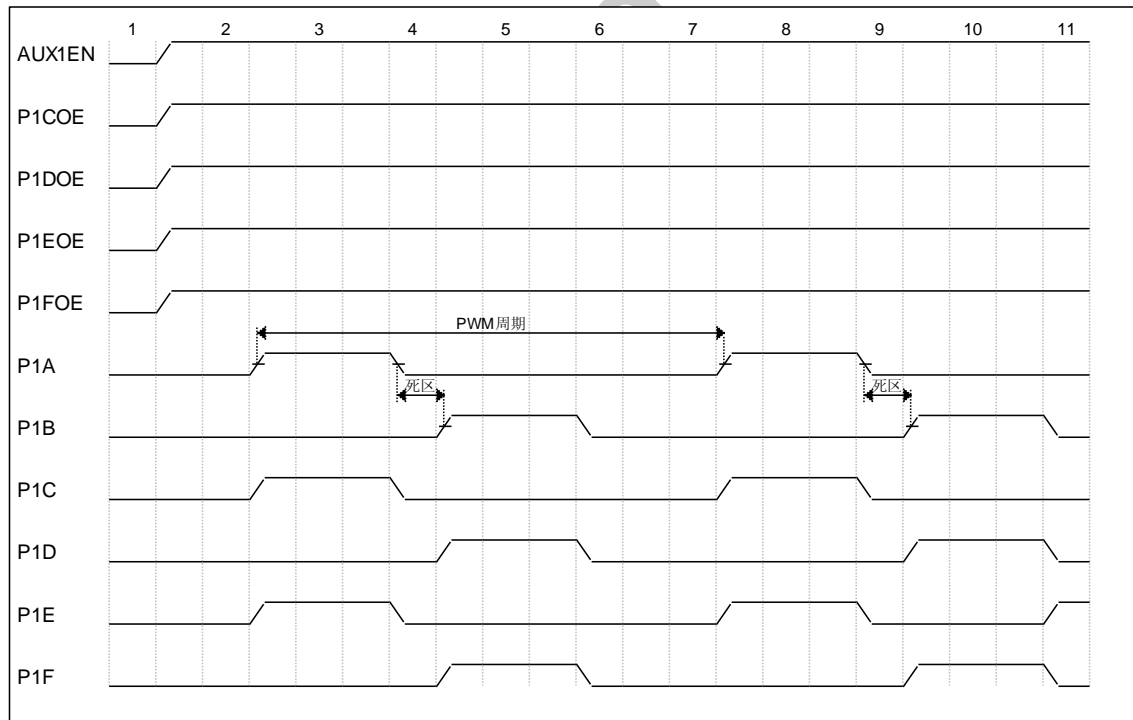 1 2 3 4 5 6 7 8 9 10 11
AUX1EN
P1COE
P1DOE
P1EOE
P1FOE
PWM周期
P1A
死区 死区
P1B
P1C
P1D
P1E
P1F